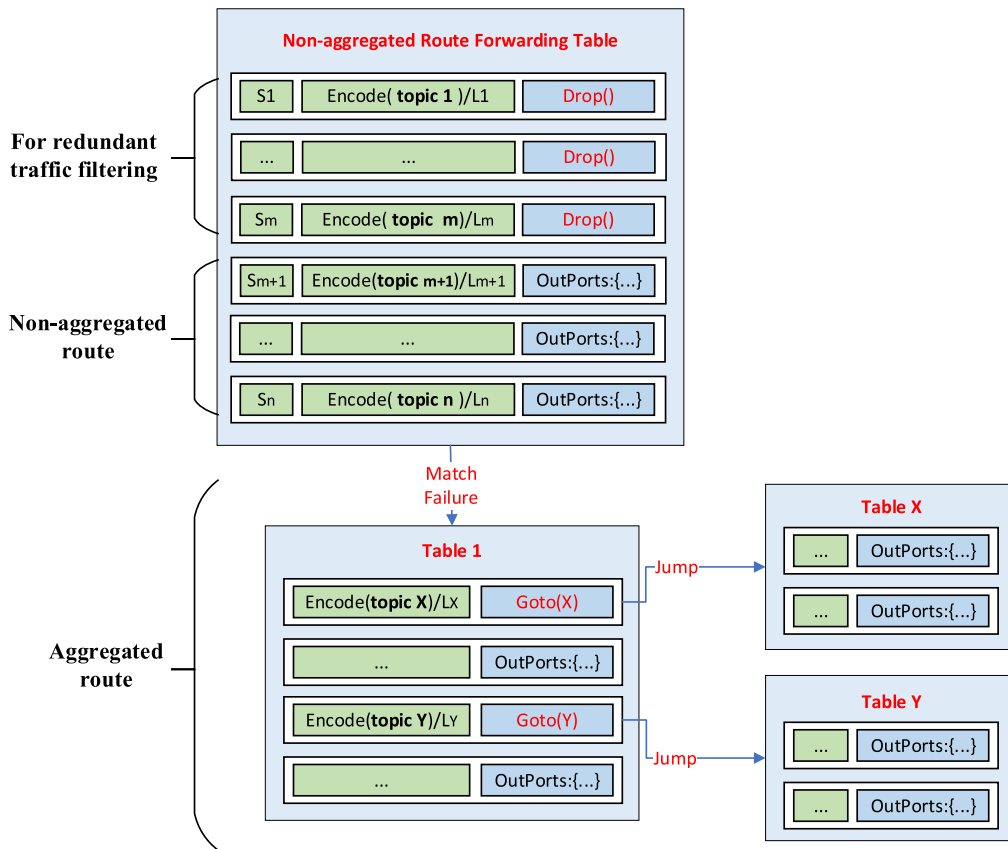 Non-aggregated Route Forwarding Table
S1 Encode( topic 1 )/L1 Drop()
For redundant
traffic filtering
... ... Drop()
Sm Encode( topic m)/Lm Drop()
Sm+1 Encode(topic m+1)/Lm+1 OutPorts:{...}
Non-aggregated
route
... ... OutPorts:{...}
Sn Encode( topic n )/Ln OutPorts:{...}
Match
Failure
Aggregated
route
Table 1
Encode(topic X)/LX Goto(X)
... OutPorts:{...}
Encode(topic Y)/LY Goto(Y)
... OutPorts:{...}
Jump
Jump
Table X
... OutPorts:{...}
... OutPorts:{...}
Table Y
... OutPorts:{...}
... OutPorts:{...}